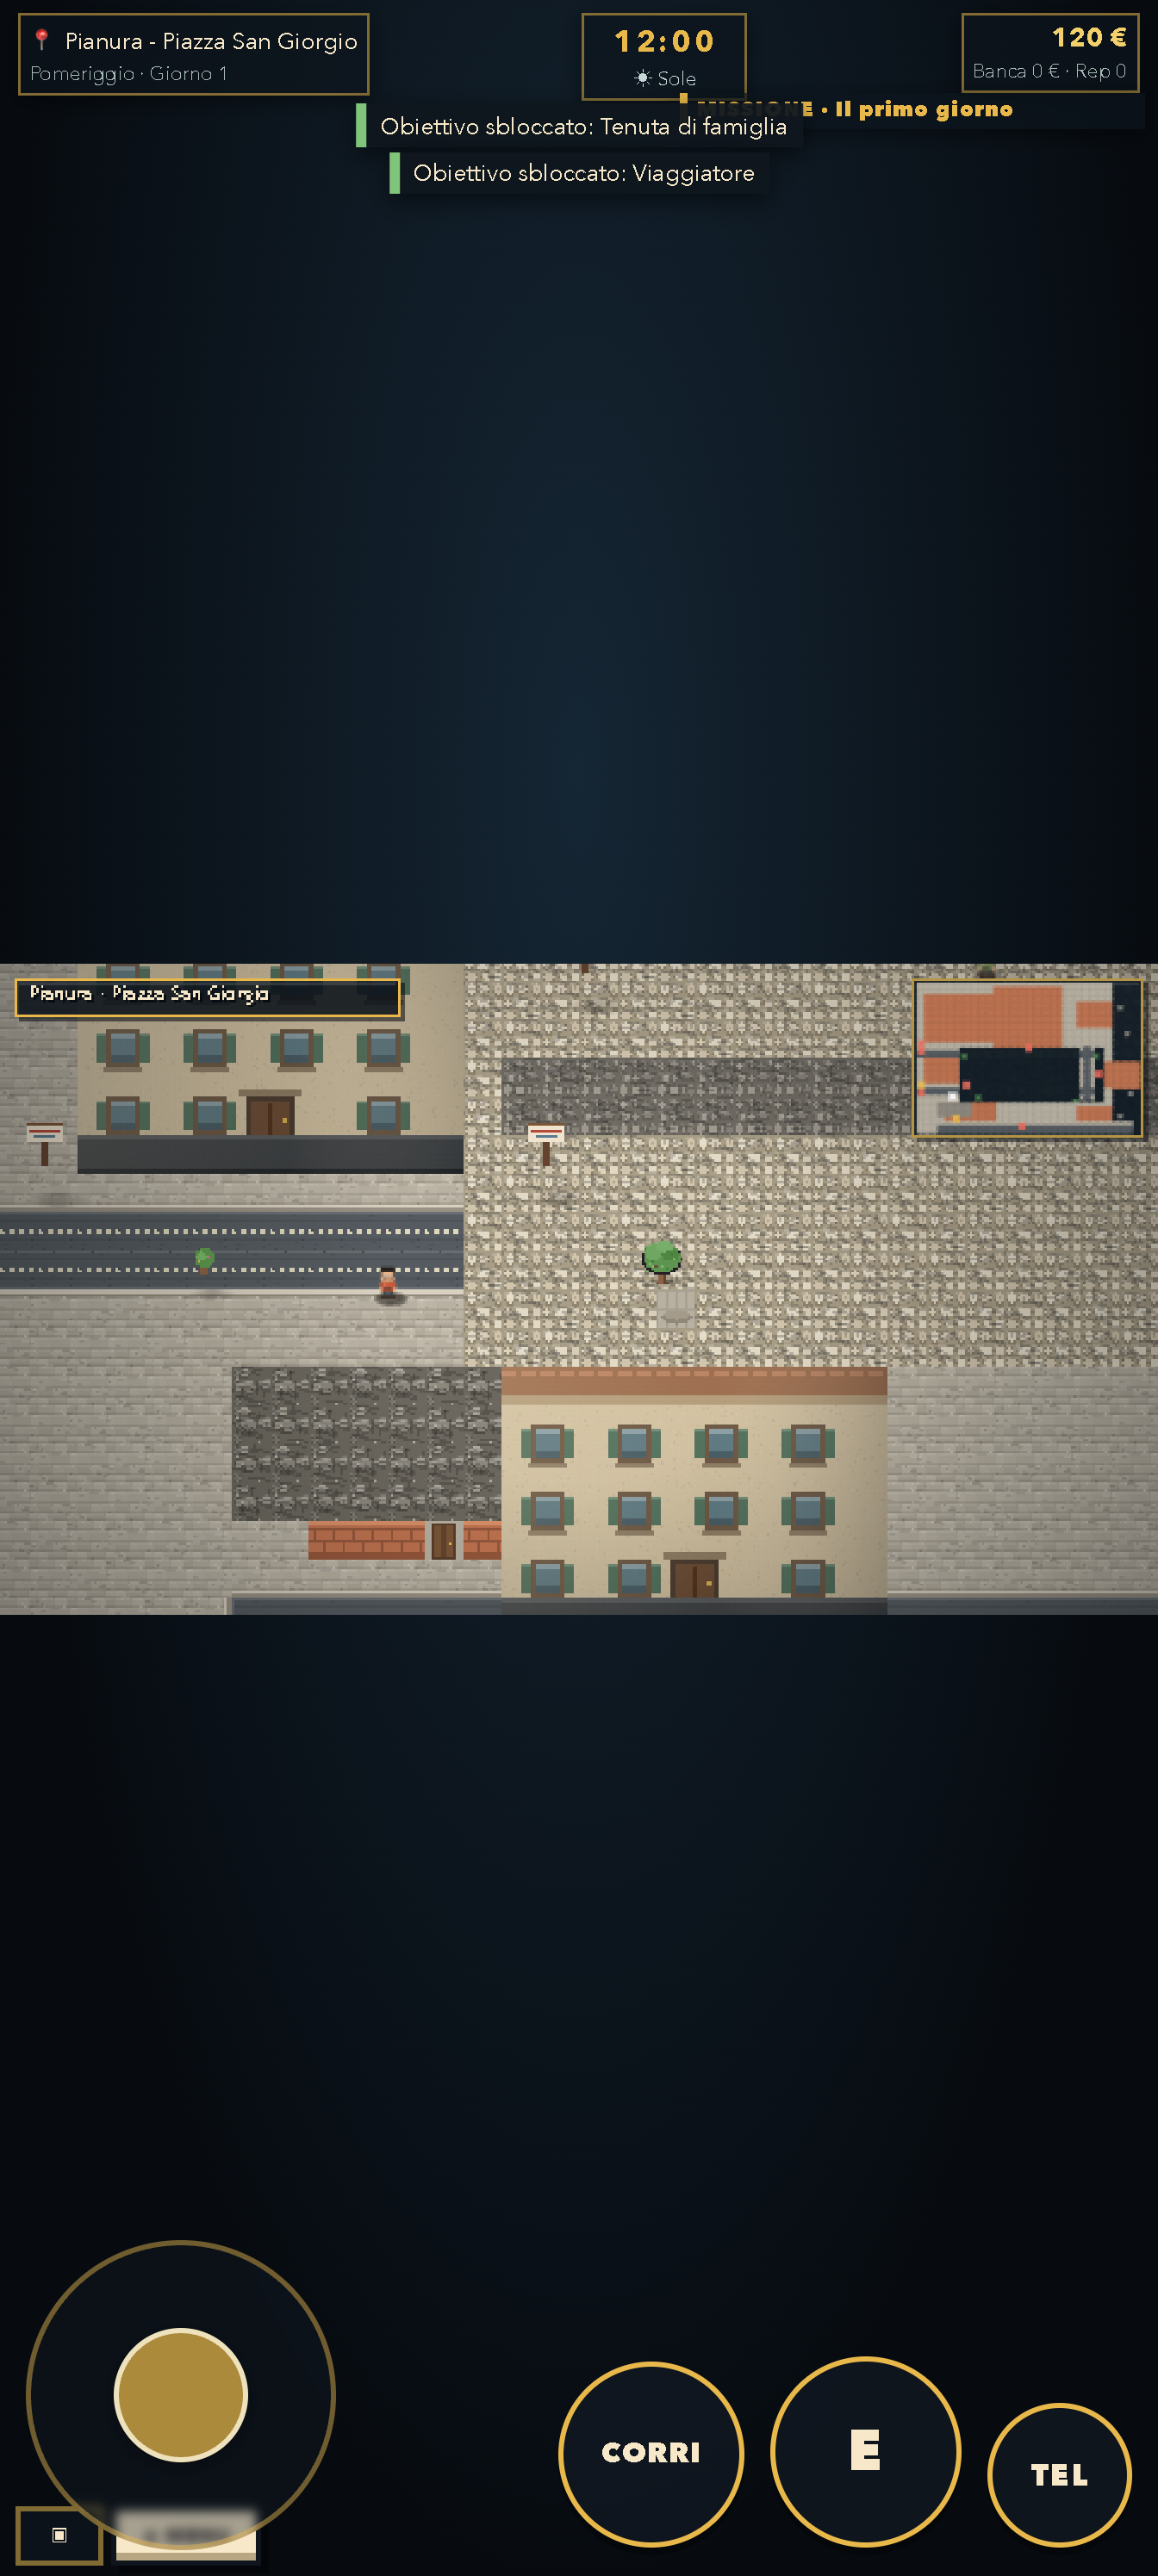 Pianura - Piazza San Giorgio
Pomeriggio · Giorno 1
12:00
Sole
120 €
Banca 0 € · Rep 0
MISSIONE · Il primo giorno
Obiettivo sbloccato: Tenuta di famiglia
Obiettivo sbloccato: Viaggiatore
Pianura · Piazza San Giorgio
CORRI
E
TEL